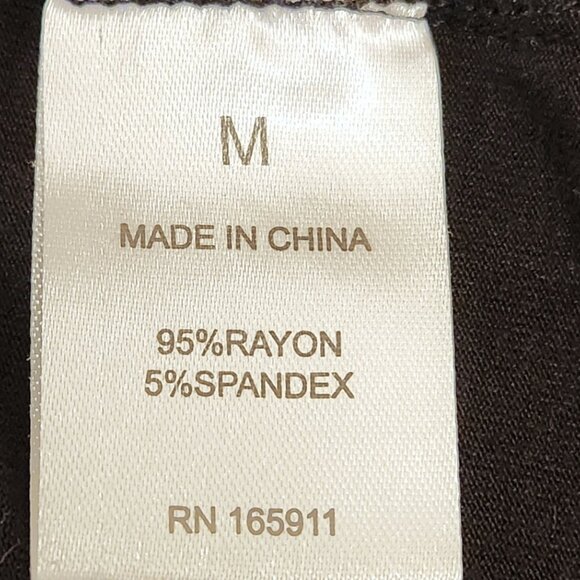 M
MADE IN CHINA
95%RAYON
5%SPANDEX
RN 165911